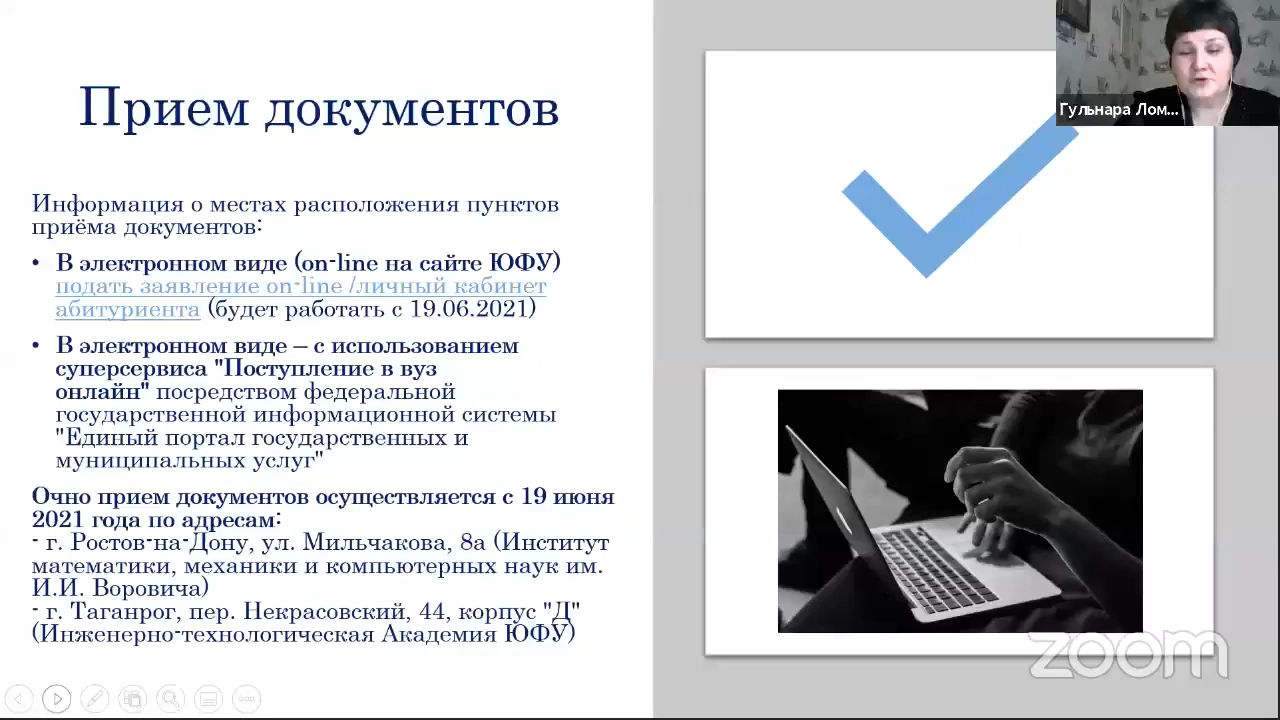 Прием документов
Гульнара Лом...
Информация о местах расположения пунктов
приёма документов:
• В электронном виде (on-line на сайте ЮФУ)
подать заявление on-line /личный кабинет
абитуриента (будет работать с 19.06.2021)
• В электронном виде – с использованием
суперсервиса "Поступление в вуз
онлайн" посредством федеральной
государственной информационной системы
"Единый портал государственных и
муниципальных услуг"
Очно прием документов осуществляется с 19 июня
2021 года по адресам:
- г. Ростов-на-Дону, ул. Мильчакова, 8а (Институт
математики, механики и компьютерных наук им.
И.И. Воровича)
- г. Таганрог, пер. Некрасовский, 44, корпус "Д"
(Инженерно-технологическая Академия ЮФУ)
zoom